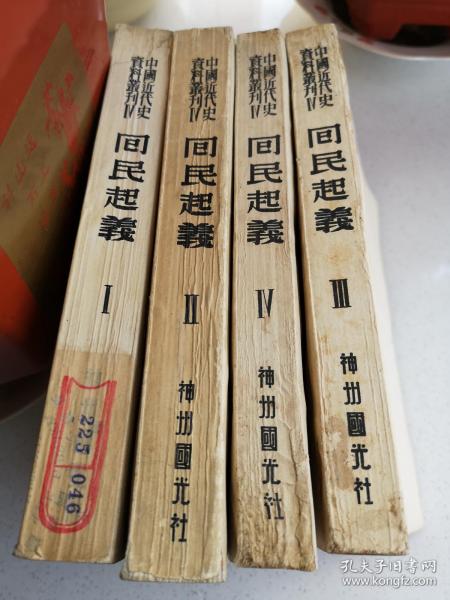 中國近代史
資料叢刊IV
回民起義
I
225
046
中國近代史
資料叢刊IV
回民起義
II
神州國光社
中國近代史
資料叢刊IV
回民起義
IV
神州國光社
中國近代史
資料叢刊IV
回民起義
III
神州國光社
孔夫子旧书网
www.kongfz.com